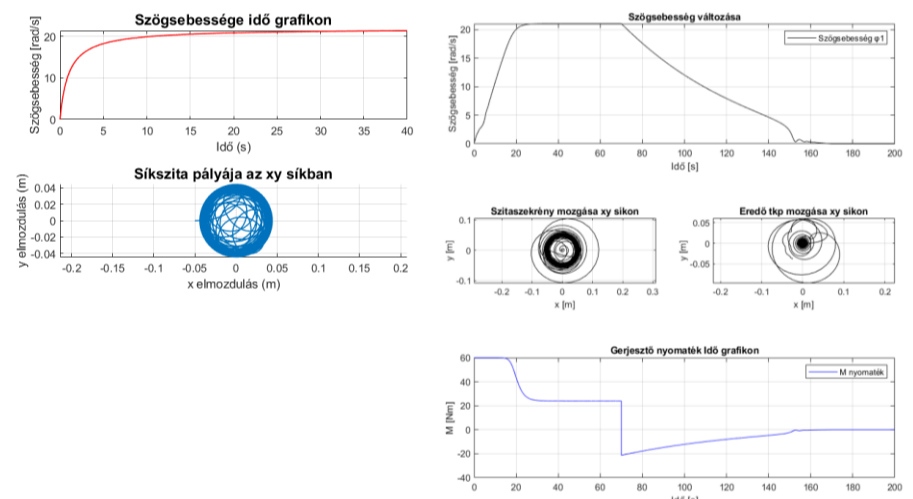 Szögsebessége idő grafikon
Szögsebesség [rad/s]
20
10
0
0 5 10 15 20 25 30 35 40
Idő (s)
Síkszita pályája az xy síkban
y elmozdulás (m)
0.04
0.02
0
-0.02
-0.04
-0.2 -0.15 -0.1 -0.05 0 0.05 0.1 0.15 0.2
x elmozdulás (m)
Szögsebesség változása
Szögsebesség [rad/s]
20
15
10
5
0
Szögsebesség φ1
0 20 40 60 80 100 120 140 160 180 200
Idő [s]
Szitaszekrény mozgása xy sikon
y [m]
0.1
0
-0.1
-0.2 -0.1 0 0.1 0.2 0.3
x [m]
Eredő tkp mozgása xy sikon
y [m]
0.05
0
-0.05
-0.2 -0.1 0 0.1 0.2
x [m]
Gerjesztő nyomaték Idő grafikon
M [Nm]
60
40
20
0
-20
-40
M nyomaték
0 20 40 60 80 100 120 140 160 180 200
Idő [s]